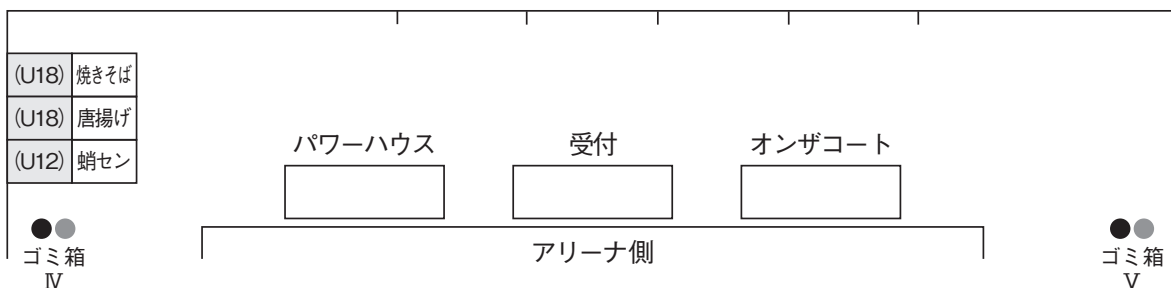 (U18) 焼きそば
(U18) 唐揚げ
(U12) 蛸セン
パワーハウス
受付
オンザコート
アリーナ側
ゴミ箱
Ⅳ
ゴミ箱
Ⅴ